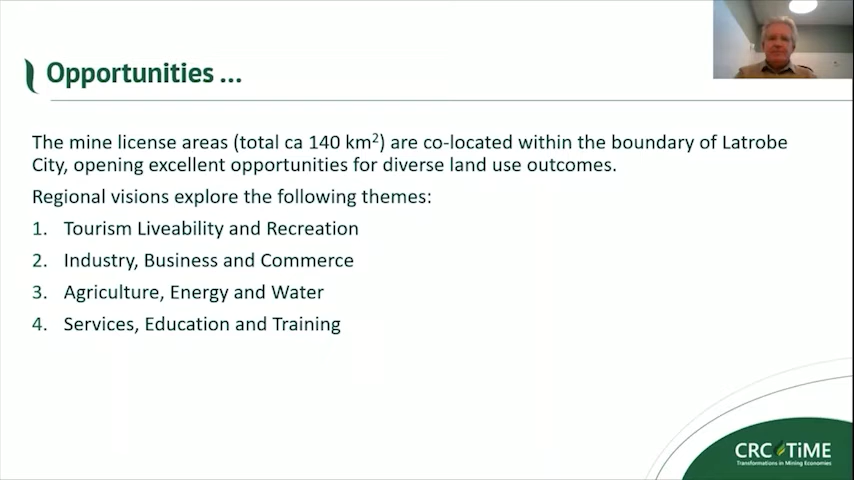 Opportunities ...
The mine license areas (total ca 140 km²) are co-located within the boundary of Latrobe
City, opening excellent opportunities for diverse land use outcomes.
Regional visions explore the following themes:
1. Tourism Liveability and Recreation
2. Industry, Business and Commerce
3. Agriculture, Energy and Water
4. Services, Education and Training
CRC TiME
Transformations in Mining Economies